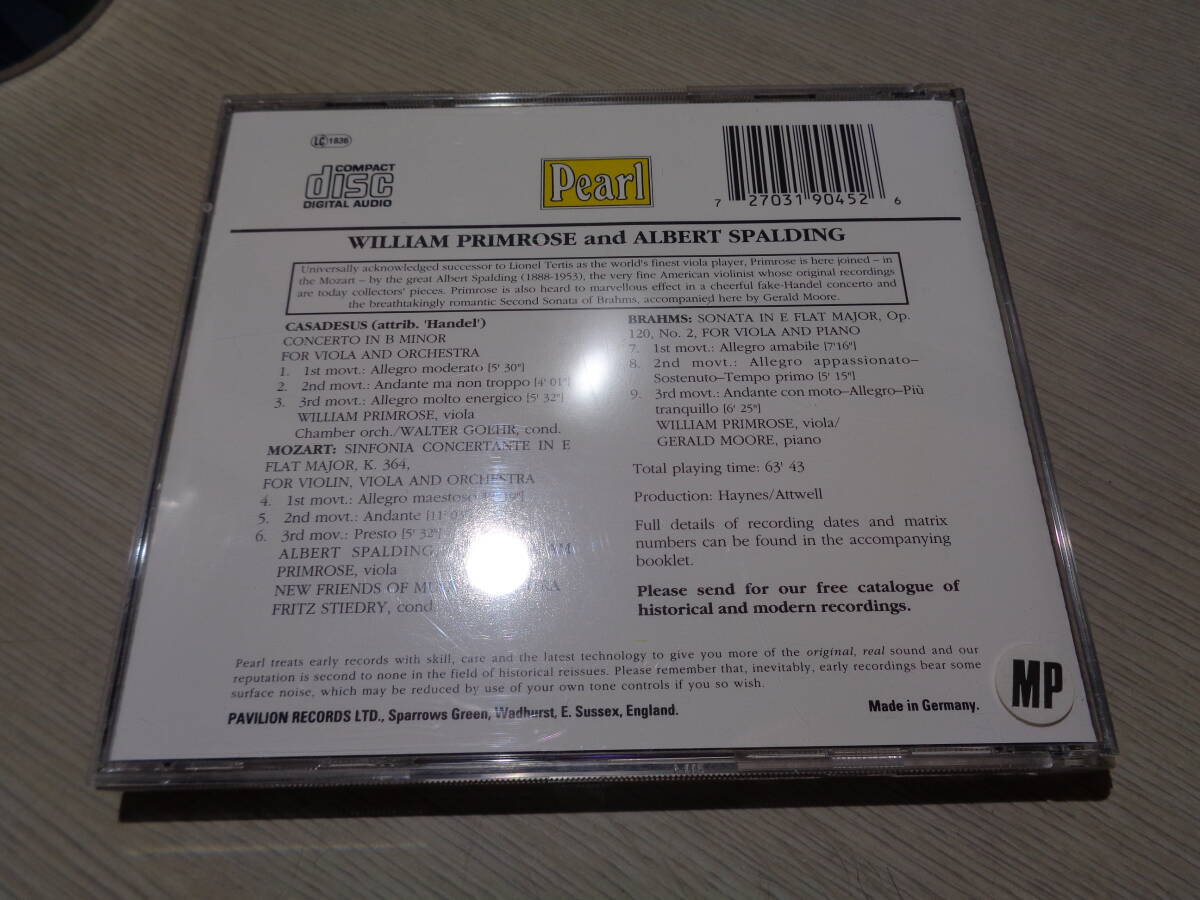 LC 1836
COMPACT
disc
DIGITAL AUDIO
Pearl
7 27031 90452 6
WILLIAM PRIMROSE and ALBERT SPALDING
Universally acknowledged successor to Lionel Tertis as the world's finest viola player, Primrose is here joined – in
the Mozart – by the great Albert Spalding (1888-1953), the very fine American violinist whose original recordings
are today collectors' pieces. Primrose is also heard to marvellous effect in a cheerful fake-Handel concerto and
the breathtakingly romantic Second Sonata of Brahms, accompanied here by Gerald Moore.
CASADESUS (attrib. 'Handel')
CONCERTO IN B MINOR
FOR VIOLA AND ORCHESTRA
1. 1st movt.: Allegro moderato [5' 30"]
2. 2nd movt.: Andante ma non troppo [4' 01"]
3. 3rd movt.: Allegro molto energico [5' 32"]
WILLIAM PRIMROSE, viola
Chamber orch./WALTER GOEHR, cond.
MOZART: SINFONIA CONCERTANTE IN E
FLAT MAJOR, K. 364,
FOR VIOLIN, VIOLA AND ORCHESTRA
4. 1st movt.: Allegro maestoso
5. 2nd movt.: Andante
6. 3rd movt.: Presto [5' 32"]
ALBERT SPALDING,
PRIMROSE, viola
NEW FRIENDS OF
FRITZ STIEDRY, cond
BRAHMS: SONATA IN E FLAT MAJOR, Op.
120, No. 2, FOR VIOLA AND PIANO
7. 1st movt.: Allegro amabile [7'16"]
8. 2nd movt.: Allegro appassionato–
Sostenuto–Tempo primo [5' 15"]
9. 3rd movt.: Andante con moto–Allegro–Più
tranquillo [6' 25"]
WILLIAM PRIMROSE, viola/
GERALD MOORE, piano
Total playing time: 63' 43
Production: Haynes/Attwell
Full details of recording dates and matrix
numbers can be found in the accompanying
booklet.
Please send for our free catalogue of
historical and modern recordings.
Pearl treats early records with skill, care and the latest technology to give you more of the original, real sound and our
reputation is second to none in the field of historical reissues. Please remember that, inevitably, early recordings bear some
surface noise, which may be reduced by use of your own tone controls if you so wish.
PAVILION RECORDS LTD., Sparrows Green, Wadhurst, E. Sussex, England.
Made in Germany.
MP